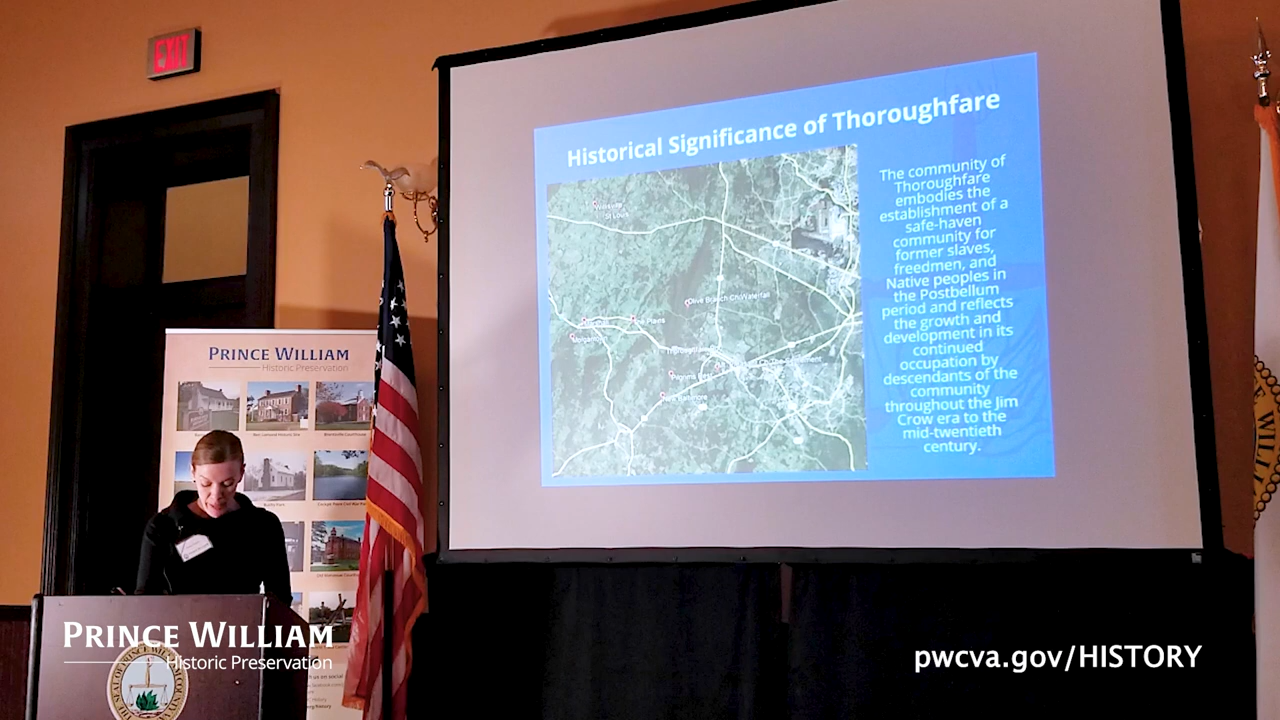 EXIT
Historical Significance of Thoroughfare
St Louis
The community of
Thoroughfare
embodies the
establishment of a
safe-haven
community for
former slaves,
freedmen, and
Native peoples in
the Postbellum
period and reflects
the growth and
development in its
continued
occupation by
descendants of the
community
throughout the Jim
Crow era to the
mid-twentieth
century.
PRINCE WILLIAM
Historic Preservation
PRINCE WILLIAM
Historic Preservation
pwcva.gov/HISTORY